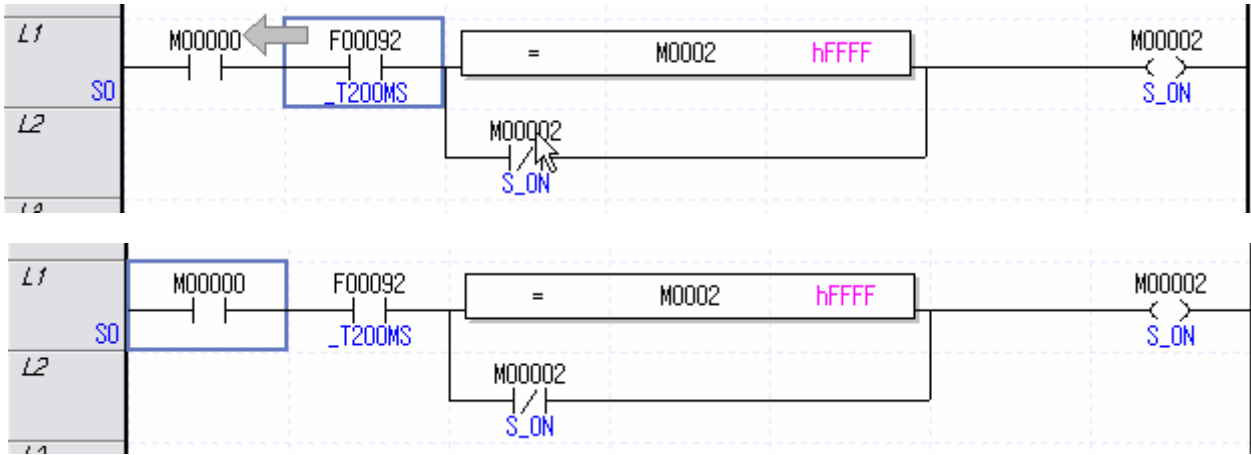 L1
M00000 F00092 = M0002 hFFFF M00002
S0 _T200MS S_ON
L2
M00002
S_ON
L1
M00000 F00092 = M0002 hFFFF M00002
S0 _T200MS S_ON
L2
M00002
S_ON